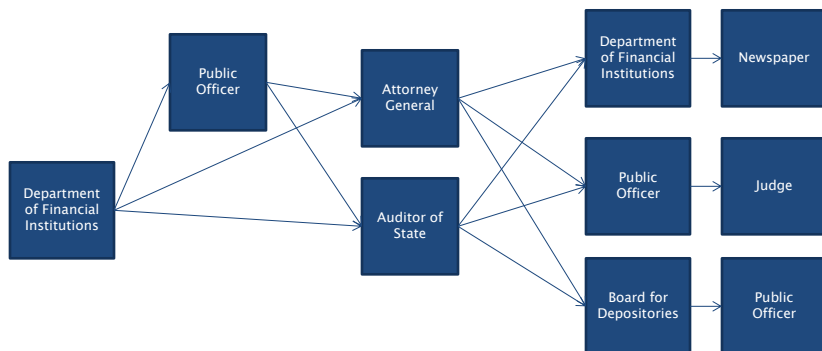 Department
of Financial
Institutions
Public
Officer
Attorney
General
Auditor of
State
Department
of Financial
Institutions
Newspaper
Public
Officer
Judge
Board for
Depositories
Public
Officer